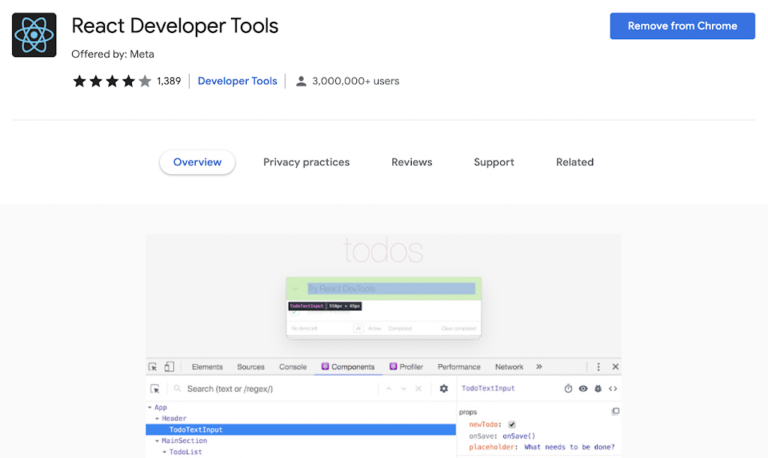 React Developer Tools
Remove from Chrome
Offered by: Meta
1,389
Developer Tools
3,000,000+ users
Overview
Privacy practices
Reviews
Support
Related
todos
Try React DevTools
TodoTextInput
No items left
All Active Completed
Clear completed
Elements Sources Console Components Profiler Performance Network »
Search (text or /regex/)
TodoTextInput
App
props
Header
newTodo:
TodoTextInput
onSave: onSave()
MainSection
placeholder: What needs to be done?
TodoList